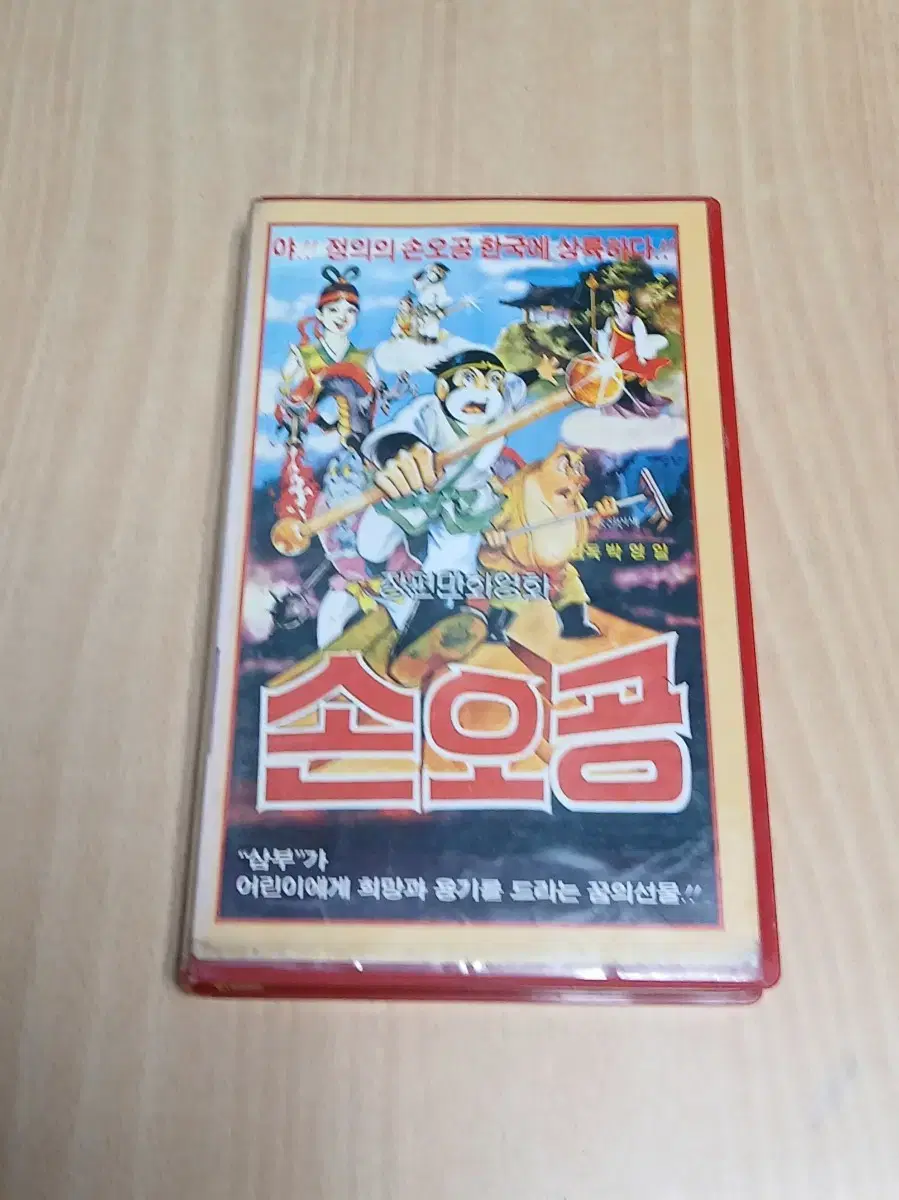 야.!! 정의의 손오공 한국에 상륙하다.!!
감독 박양일
장편만화영화
손오공
"삼부"가
어린이에게 희망과 용기를 드리는 꿈의선물.!!